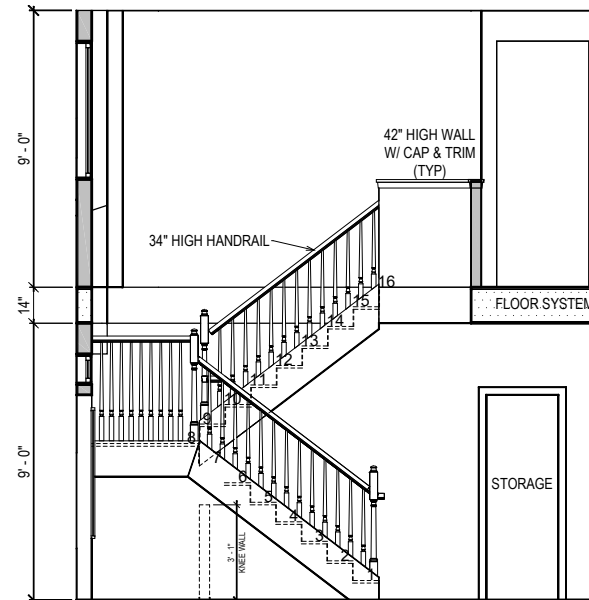 9' - 0"
42" HIGH WALL
W/ CAP & TRIM
(TYP)
34" HIGH HANDRAIL
16
15
14
13
12
11
10
9
14"
FLOOR SYSTEM
8
7
6
5
4
3
2
1
9' - 0"
STORAGE
3' - 1"
KNEE WALL